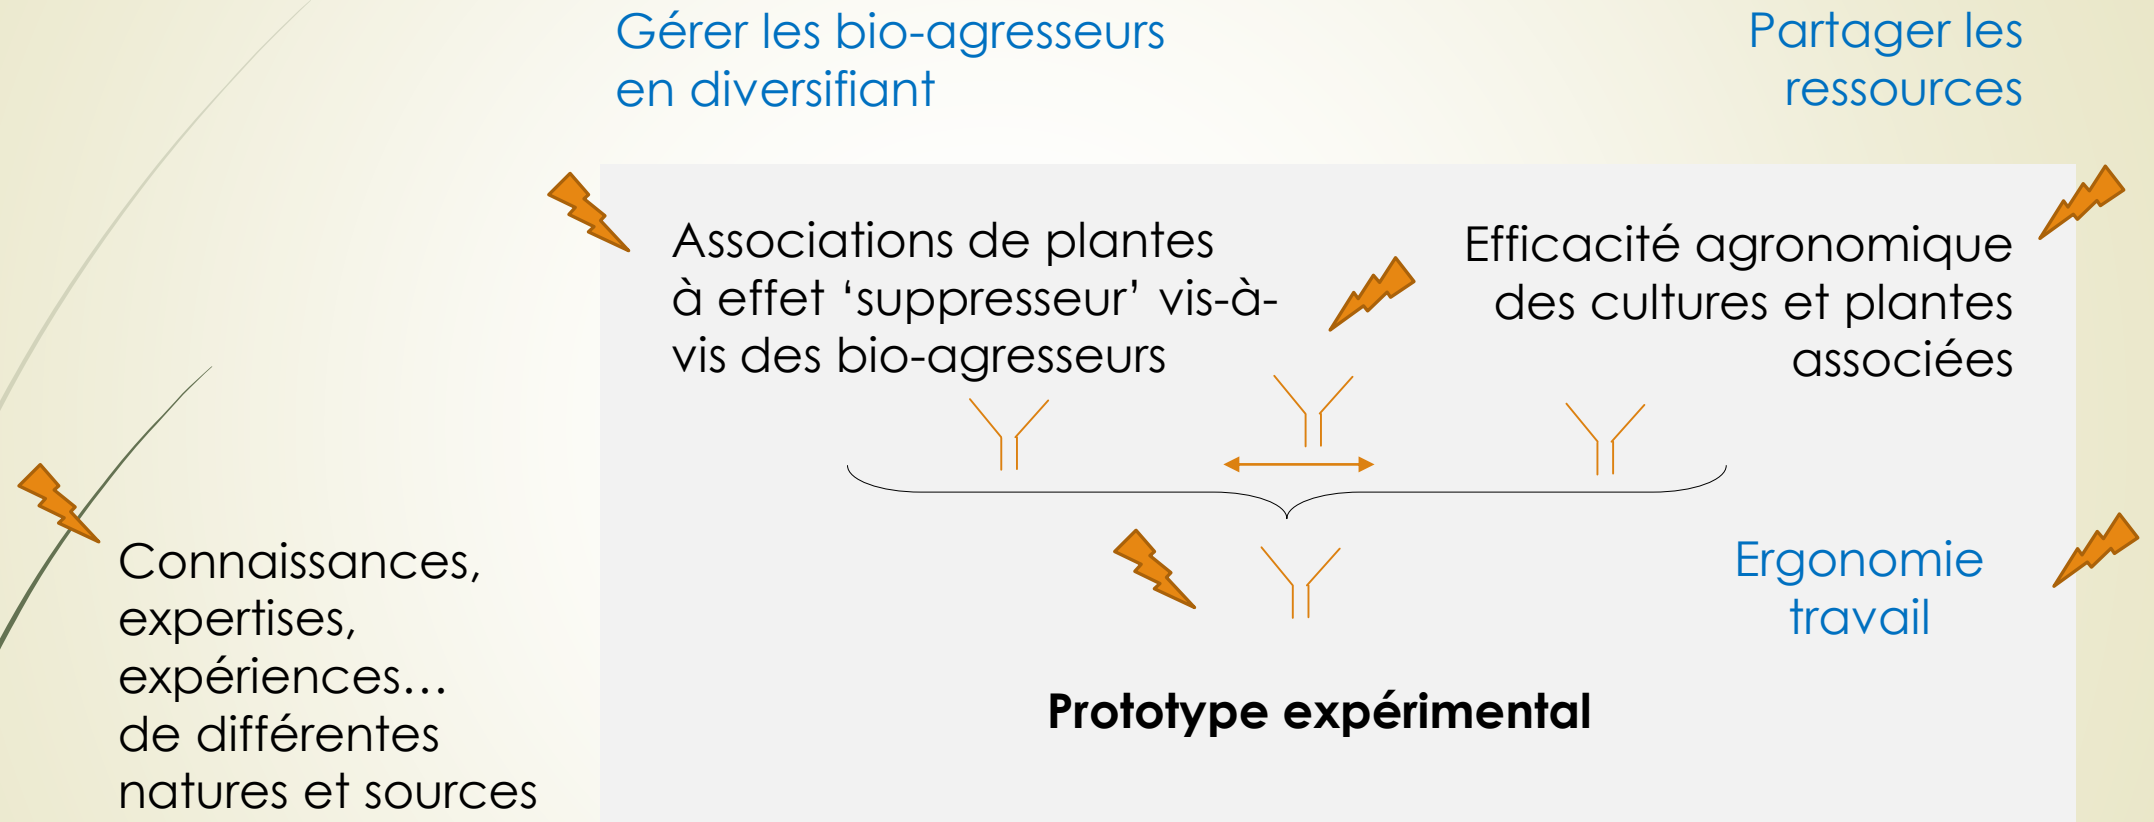 Gérer les bio-agresseurs
en diversifiant
Partager les
ressources
Associations de plantes
à effet ‘suppresseur’ vis-à-
vis des bio-agresseurs
Efficacité agronomique
des cultures et plantes
associées
Connaissances,
expertises,
expériences…
de différentes
natures et sources
Ergonomie
travail
Prototype expérimental